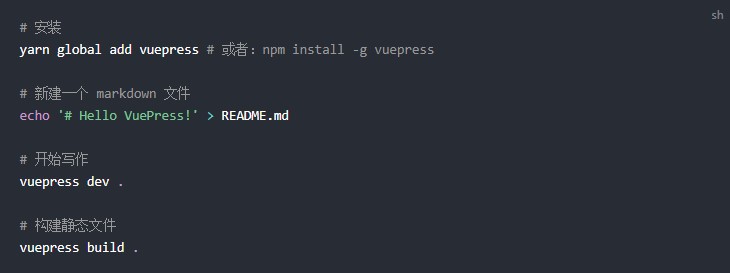 sh
# 安装
yarn global add vuepress # 或者：npm install -g vuepress
# 新建一个 markdown 文件
echo '# Hello VuePress!' > README.md
# 开始写作
vuepress dev .
# 构建静态文件
vuepress build .